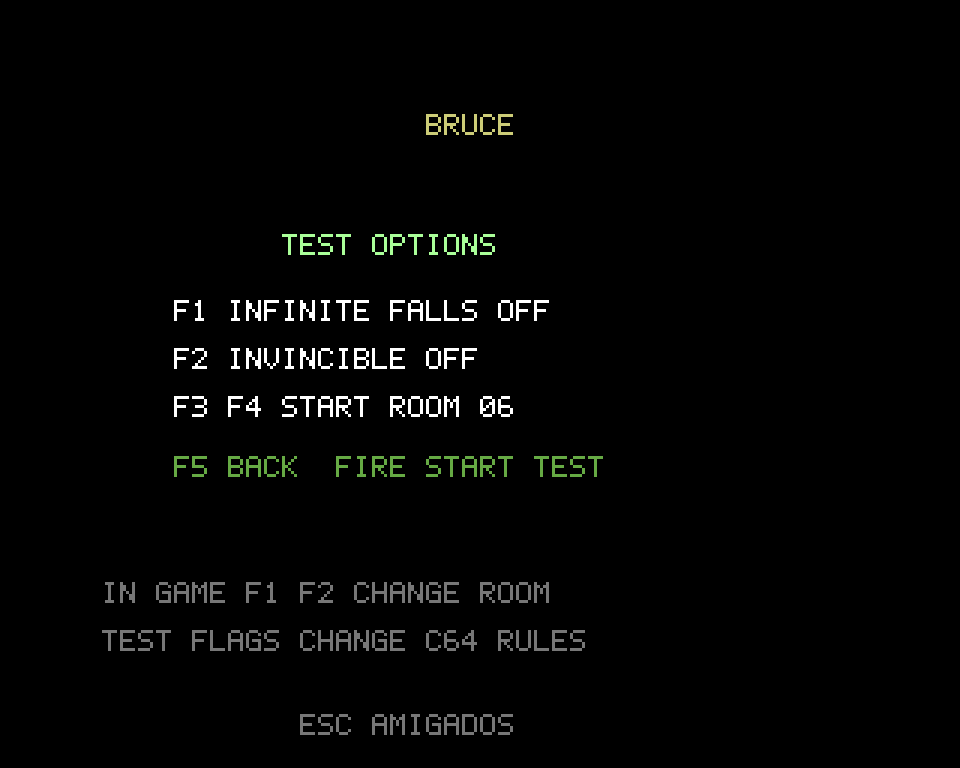 BRUCE
TEST OPTIONS
F1 INFINITE FALLS OFF
F2 INVINCIBLE OFF
F3 F4 START ROOM 06
F5 BACK  FIRE START TEST
IN GAME F1 F2 CHANGE ROOM
TEST FLAGS CHANGE C64 RULES
ESC AMIGADOS